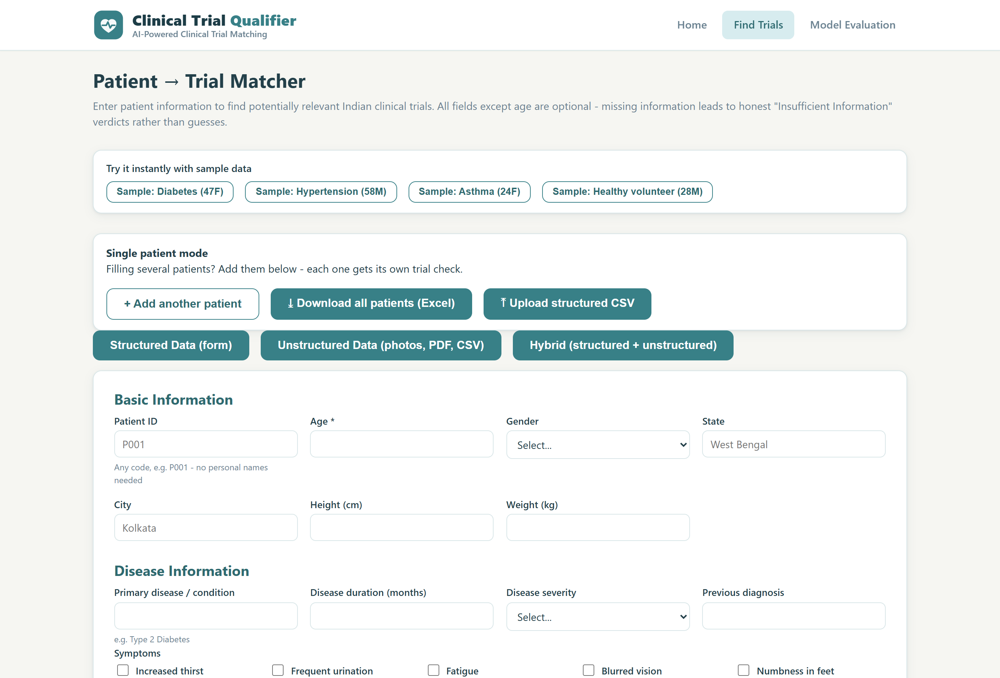 Clinical Trial Qualifier
AI-Powered Clinical Trial Matching
Home
Find Trials
Model Evaluation
Patient → Trial Matcher
Enter patient information to find potentially relevant Indian clinical trials. All fields except age are optional - missing information leads to honest "Insufficient Information"
verdicts rather than guesses.
Try it instantly with sample data
Sample: Diabetes (47F)
Sample: Hypertension (58M)
Sample: Asthma (24F)
Sample: Healthy volunteer (28M)
Single patient mode
Filling several patients? Add them below - each one gets its own trial check.
+ Add another patient
⤓ Download all patients (Excel)
⤒ Upload structured CSV
Structured Data (form)
Unstructured Data (photos, PDF, CSV)
Hybrid (structured + unstructured)
Basic Information
Patient ID
Age *
Gender
State
P001
Select...
West Bengal
Any code, e.g. P001 - no personal names
needed
City
Height (cm)
Weight (kg)
Kolkata
Disease Information
Primary disease / condition
Disease duration (months)
Disease severity
Previous diagnosis
Select...
e.g. Type 2 Diabetes
Symptoms
Increased thirst
Frequent urination
Fatigue
Blurred vision
Numbness in feet